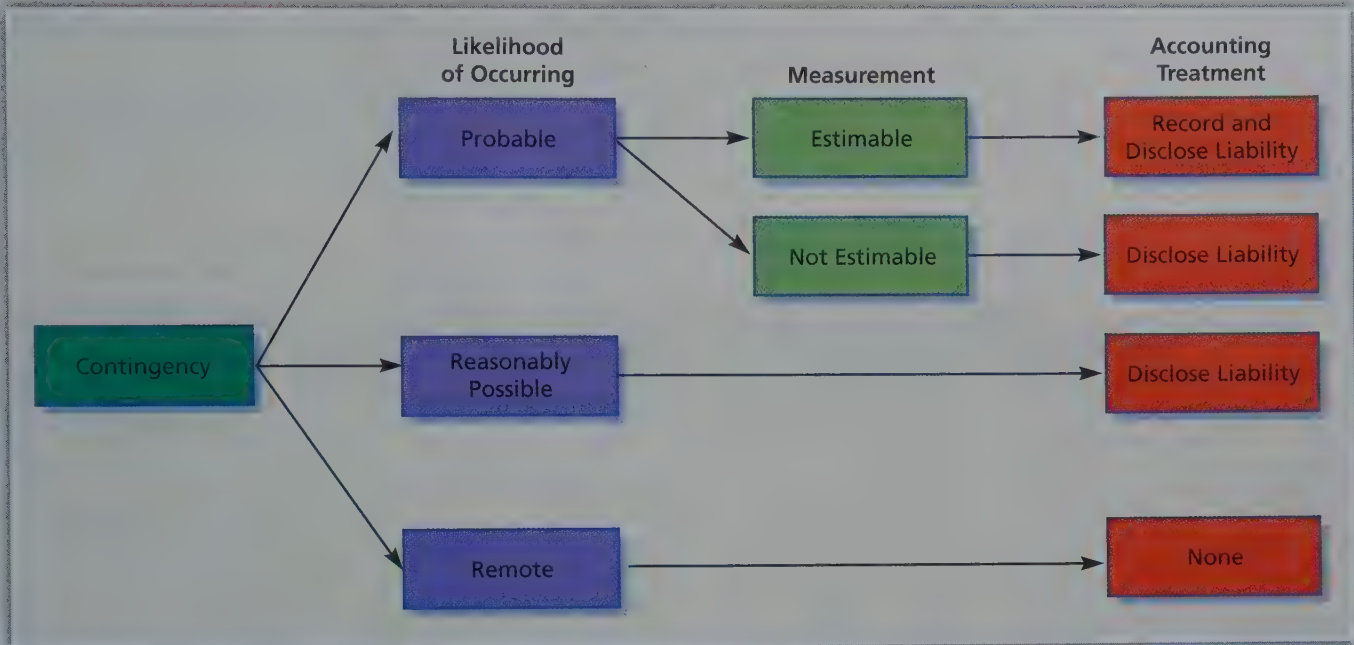 Likelihood
of Occurring
Measurement
Accounting
Treatment
Probable
Estimable
Record and
Disclose Liability
Not Estimable
Disclose Liability
Contingency
Reasonably
Possible
Disclose Liability
Remote
None